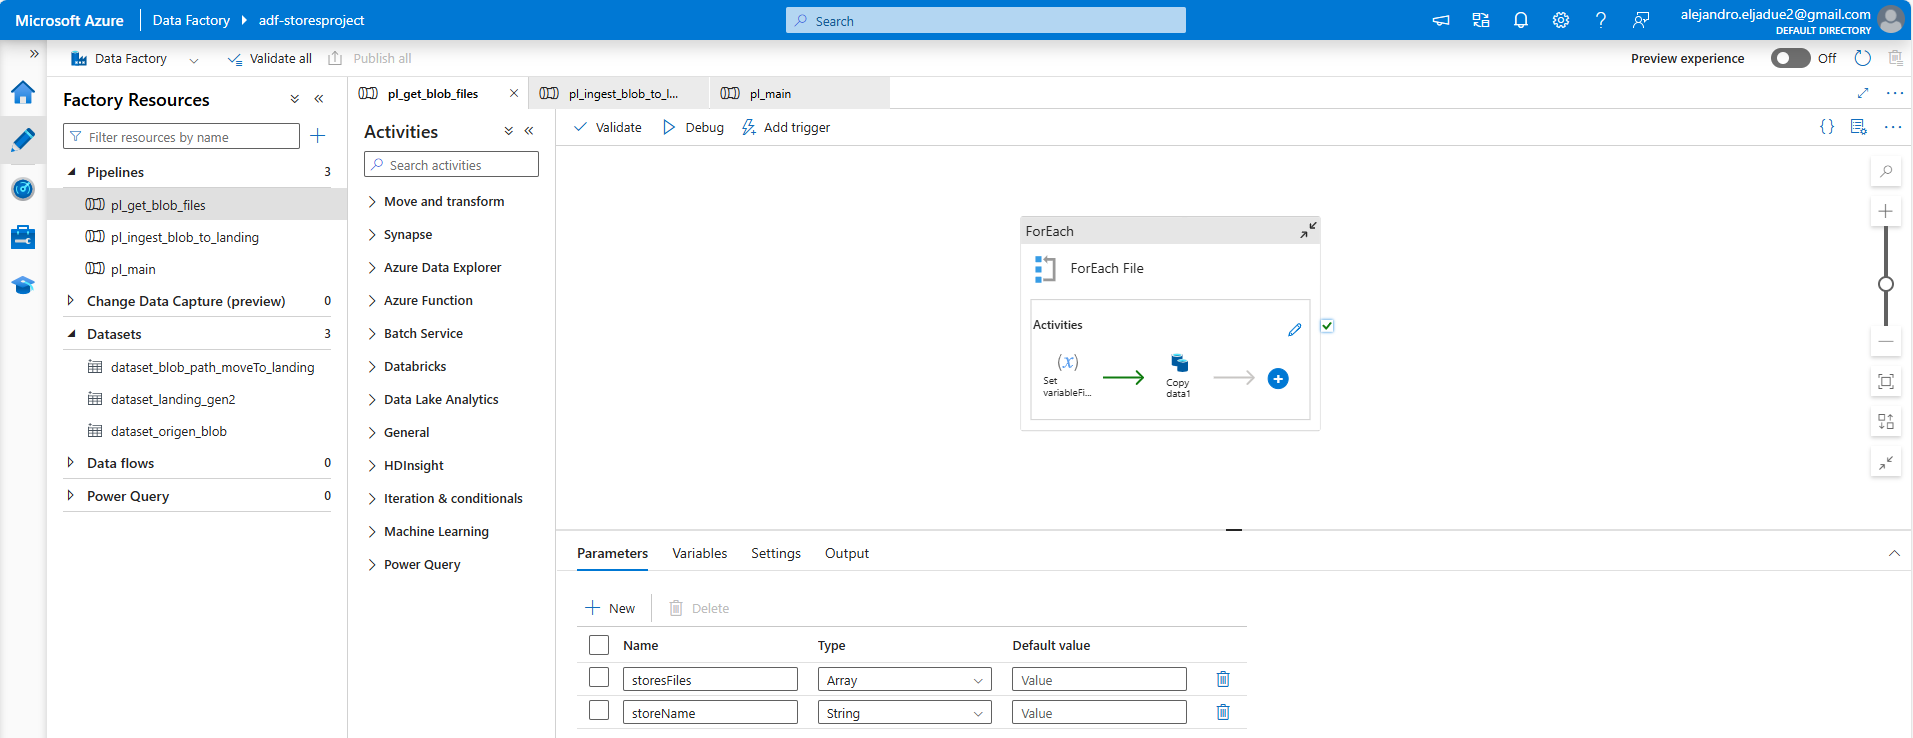 Microsoft Azure
Data Factory
adf-storesproject
Search
alejandro.eljadue2@gmail.com
DEFAULT DIRECTORY
Data Factory
Validate all
Publish all
Preview experience
Off
Factory Resources
Filter resources by name
Pipelines 3
pl_get_blob_files
pl_ingest_blob_to_landing
pl_main
Change Data Capture (preview) 0
Datasets 3
dataset_blob_path_moveTo_landing
dataset_landing_gen2
dataset_origen_blob
Data flows 0
Power Query 0
pl_get_blob_files
pl_ingest_blob_to_l...
pl_main
Activities
Search activities
Move and transform
Synapse
Azure Data Explorer
Azure Function
Batch Service
Databricks
Data Lake Analytics
General
HDInsight
Iteration & conditionals
Machine Learning
Power Query
Validate
Debug
Add trigger
ForEach
ForEach File
Activities
(x)
Set
variableFi...
Copy
data1
Parameters Variables Settings Output
New
Delete
Name Type Default value
storesFiles Array Value
storeName String Value